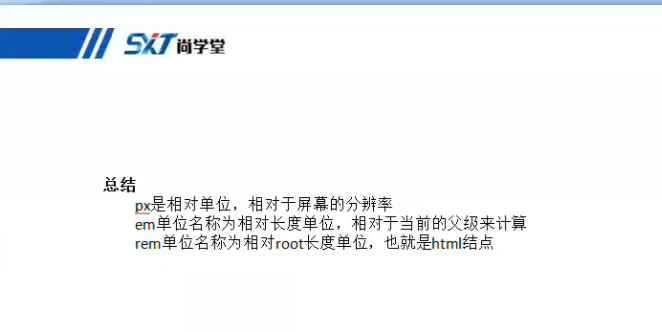 SXT尚学堂
总结
px是相对单位，相对于屏幕的分辨率
em单位名称为相对长度单位，相对于当前的父级来计算
rem单位名称为相对root长度单位，也就是html结点